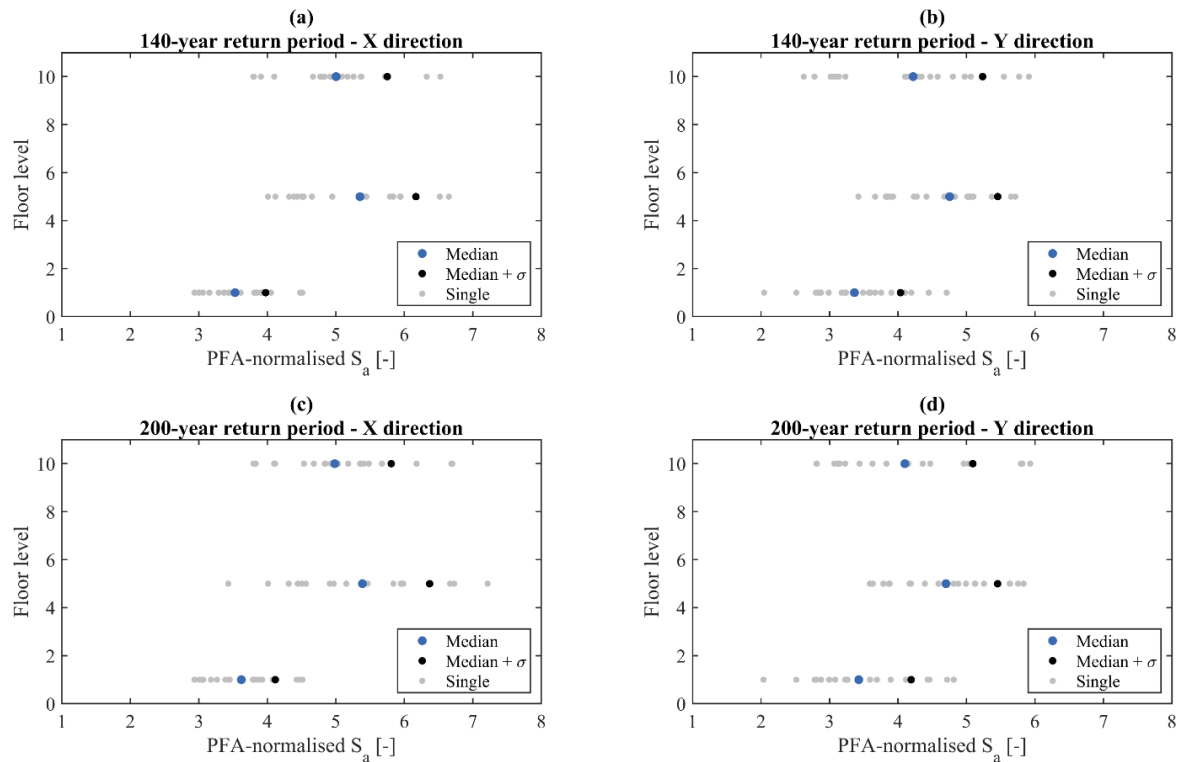 (a)
140-year return period - X direction
10
8
6
4
2
0
Floor level
Median
Median + σ
Single
1 2 3 4 5 6 7 8
PFA-normalised Sa [-]
(b)
140-year return period - Y direction
10
8
6
4
2
0
Floor level
Median
Median + σ
Single
1 2 3 4 5 6 7 8
PFA-normalised Sa [-]
(c)
200-year return period - X direction
10
8
6
4
2
0
Floor level
Median
Median + σ
Single
1 2 3 4 5 6 7 8
PFA-normalised Sa [-]
(d)
200-year return period - Y direction
10
8
6
4
2
0
Floor level
Median
Median + σ
Single
1 2 3 4 5 6 7 8
PFA-normalised Sa [-]